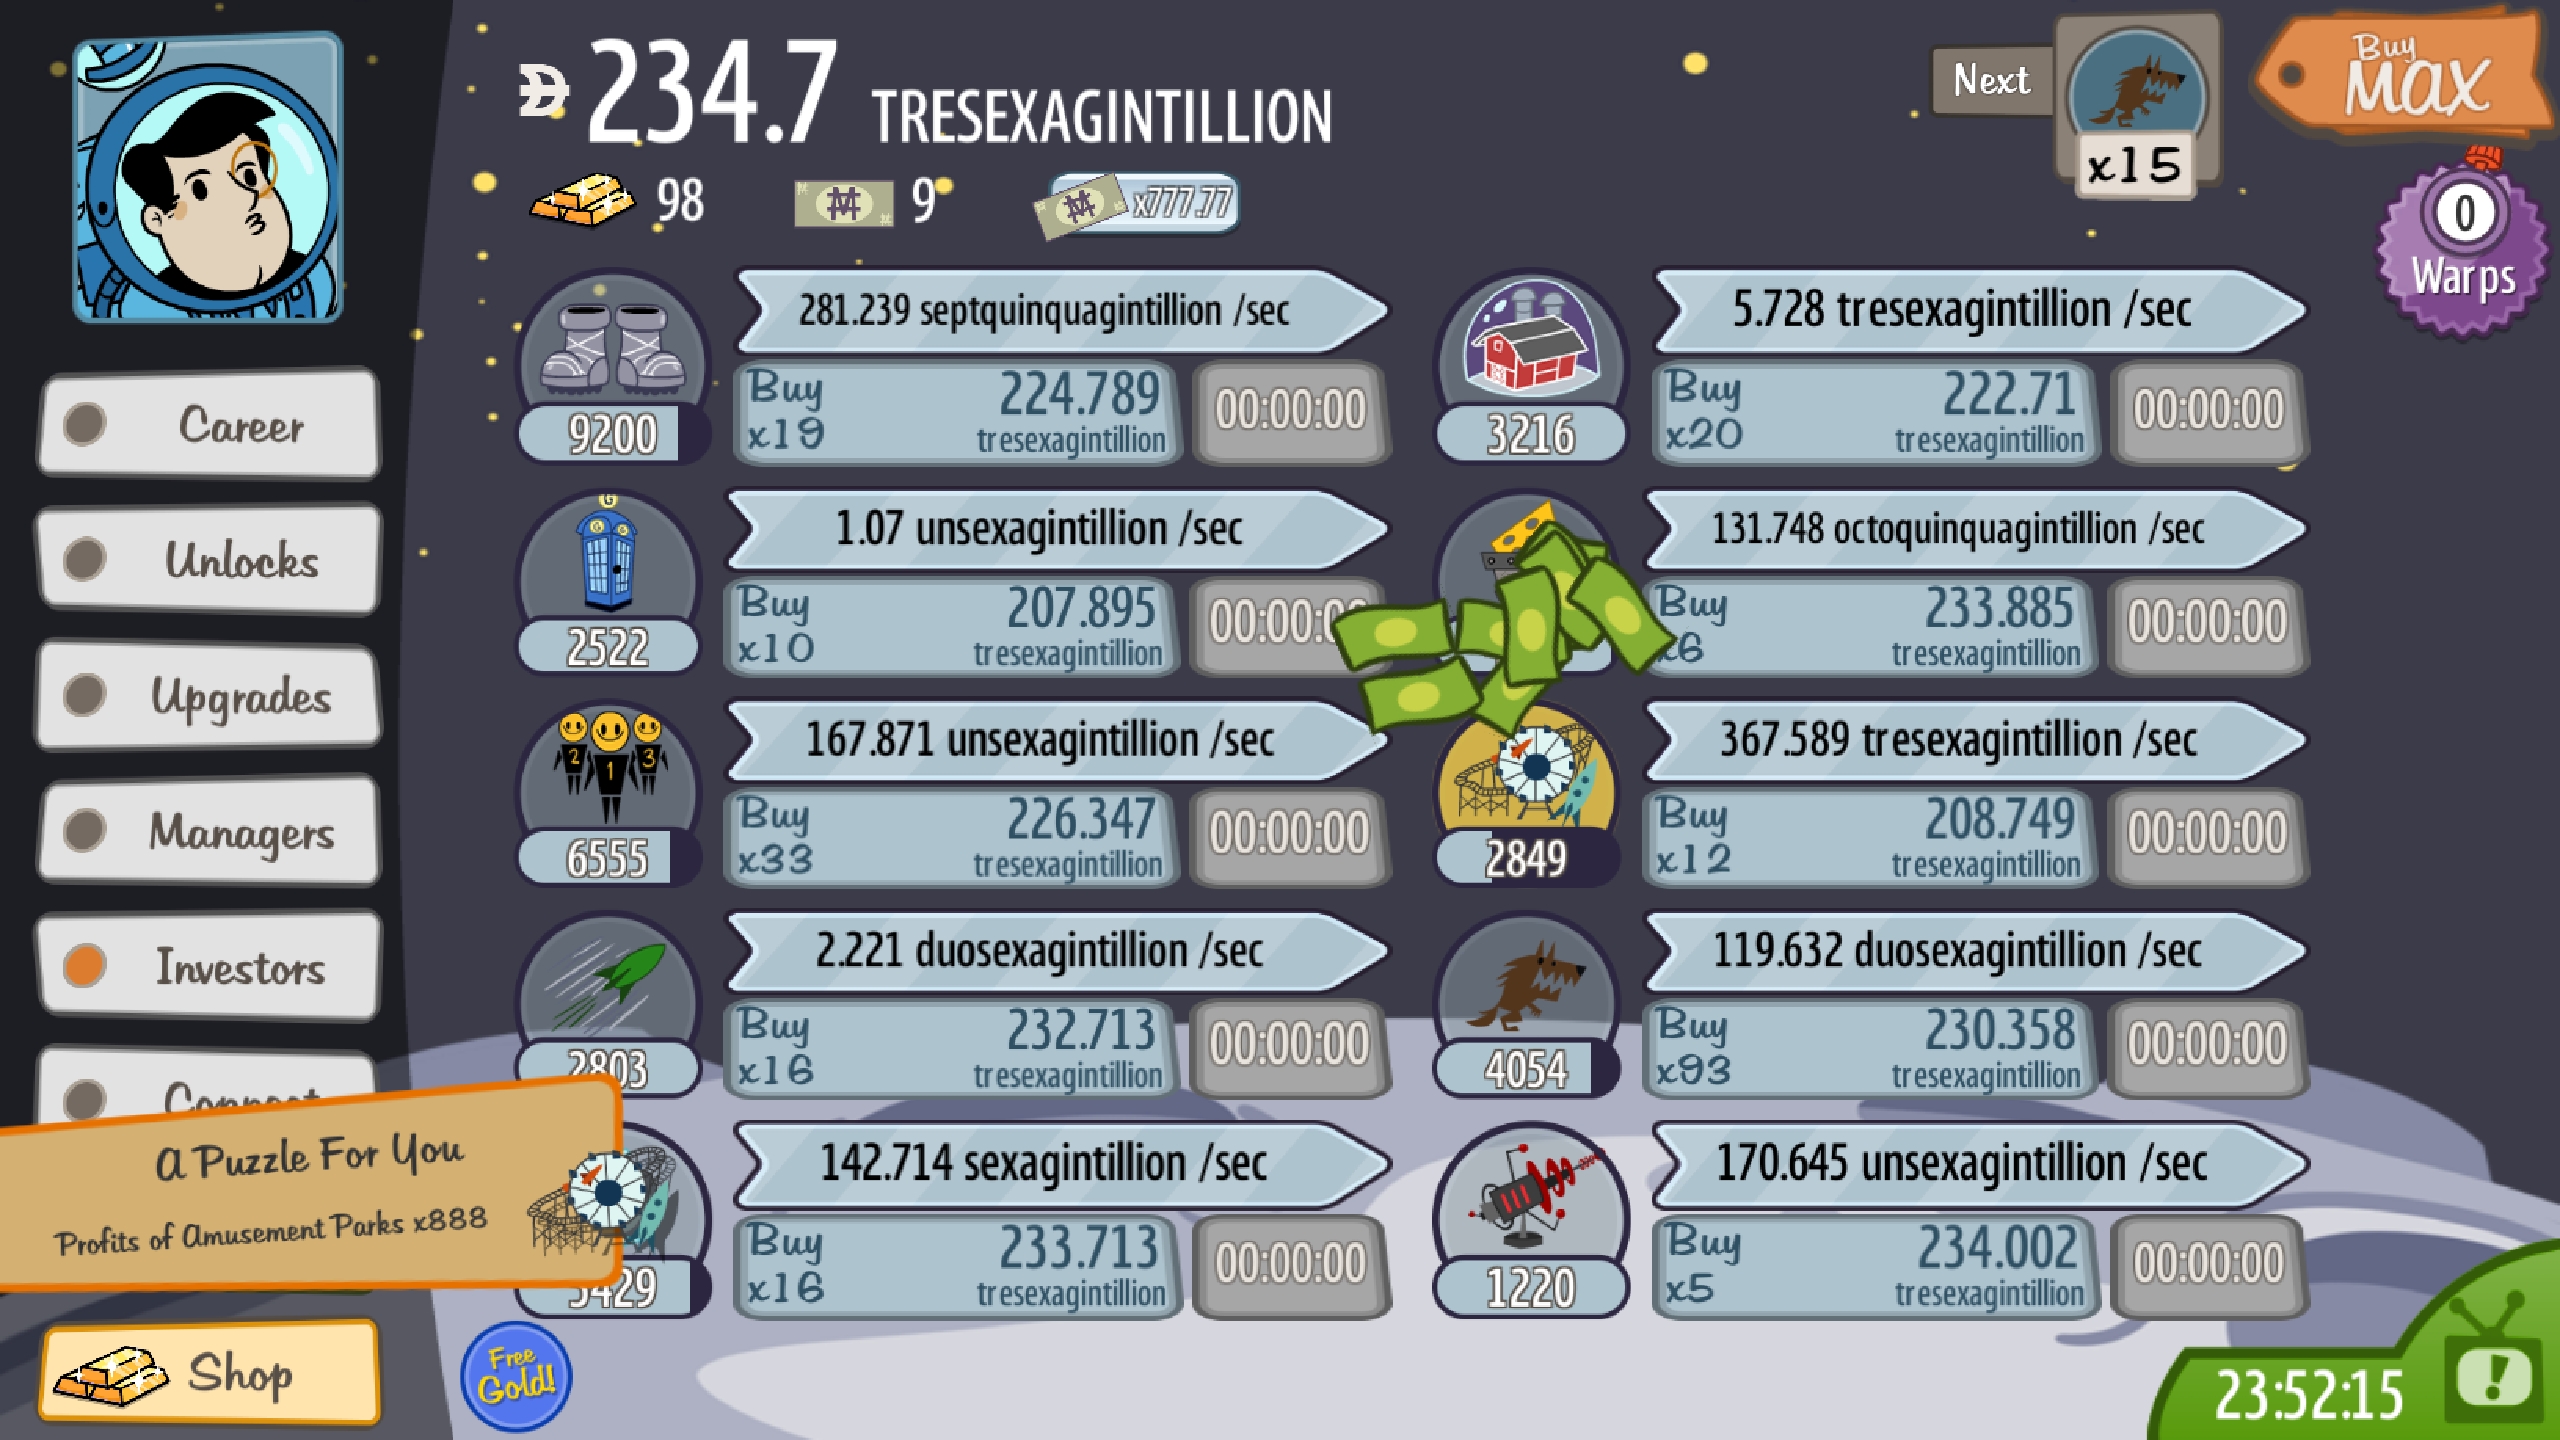 234.7 TRESEXAGINTILLION
Next
x15
Buy
MAX
98
9
x777.77
0
Warps
Career
Unlocks
Upgrades
Managers
Investors
A Puzzle For You
Profits of Amusement Parks x888
Shop
Free
Gold!
281.239 septquinquagintillion /sec
9200
Buy
x19
224.789
tresexagintillion
00:00:00
5.728 tresexagintillion /sec
3216
Buy
x20
222.71
tresexagintillion
00:00:00
1.07 unsexagintillion /sec
2522
Buy
x10
207.895
tresexagintillion
131.748 octoquinquagintillion /sec
Buy
x6
233.885
tresexagintillion
00:00:00
167.871 unsexagintillion /sec
2 1 3
6555
Buy
x33
226.347
tresexagintillion
00:00:00
367.589 tresexagintillion /sec
2849
Buy
x12
208.749
tresexagintillion
00:00:00
2.221 duosexagintillion /sec
2803
Buy
x16
232.713
tresexagintillion
00:00:00
119.632 duosexagintillion /sec
4054
Buy
x93
230.358
tresexagintillion
00:00:00
142.714 sexagintillion /sec
Buy
x16
233.713
tresexagintillion
00:00:00
170.645 unsexagintillion /sec
1220
Buy
x5
234.002
tresexagintillion
00:00:00
23:52:15